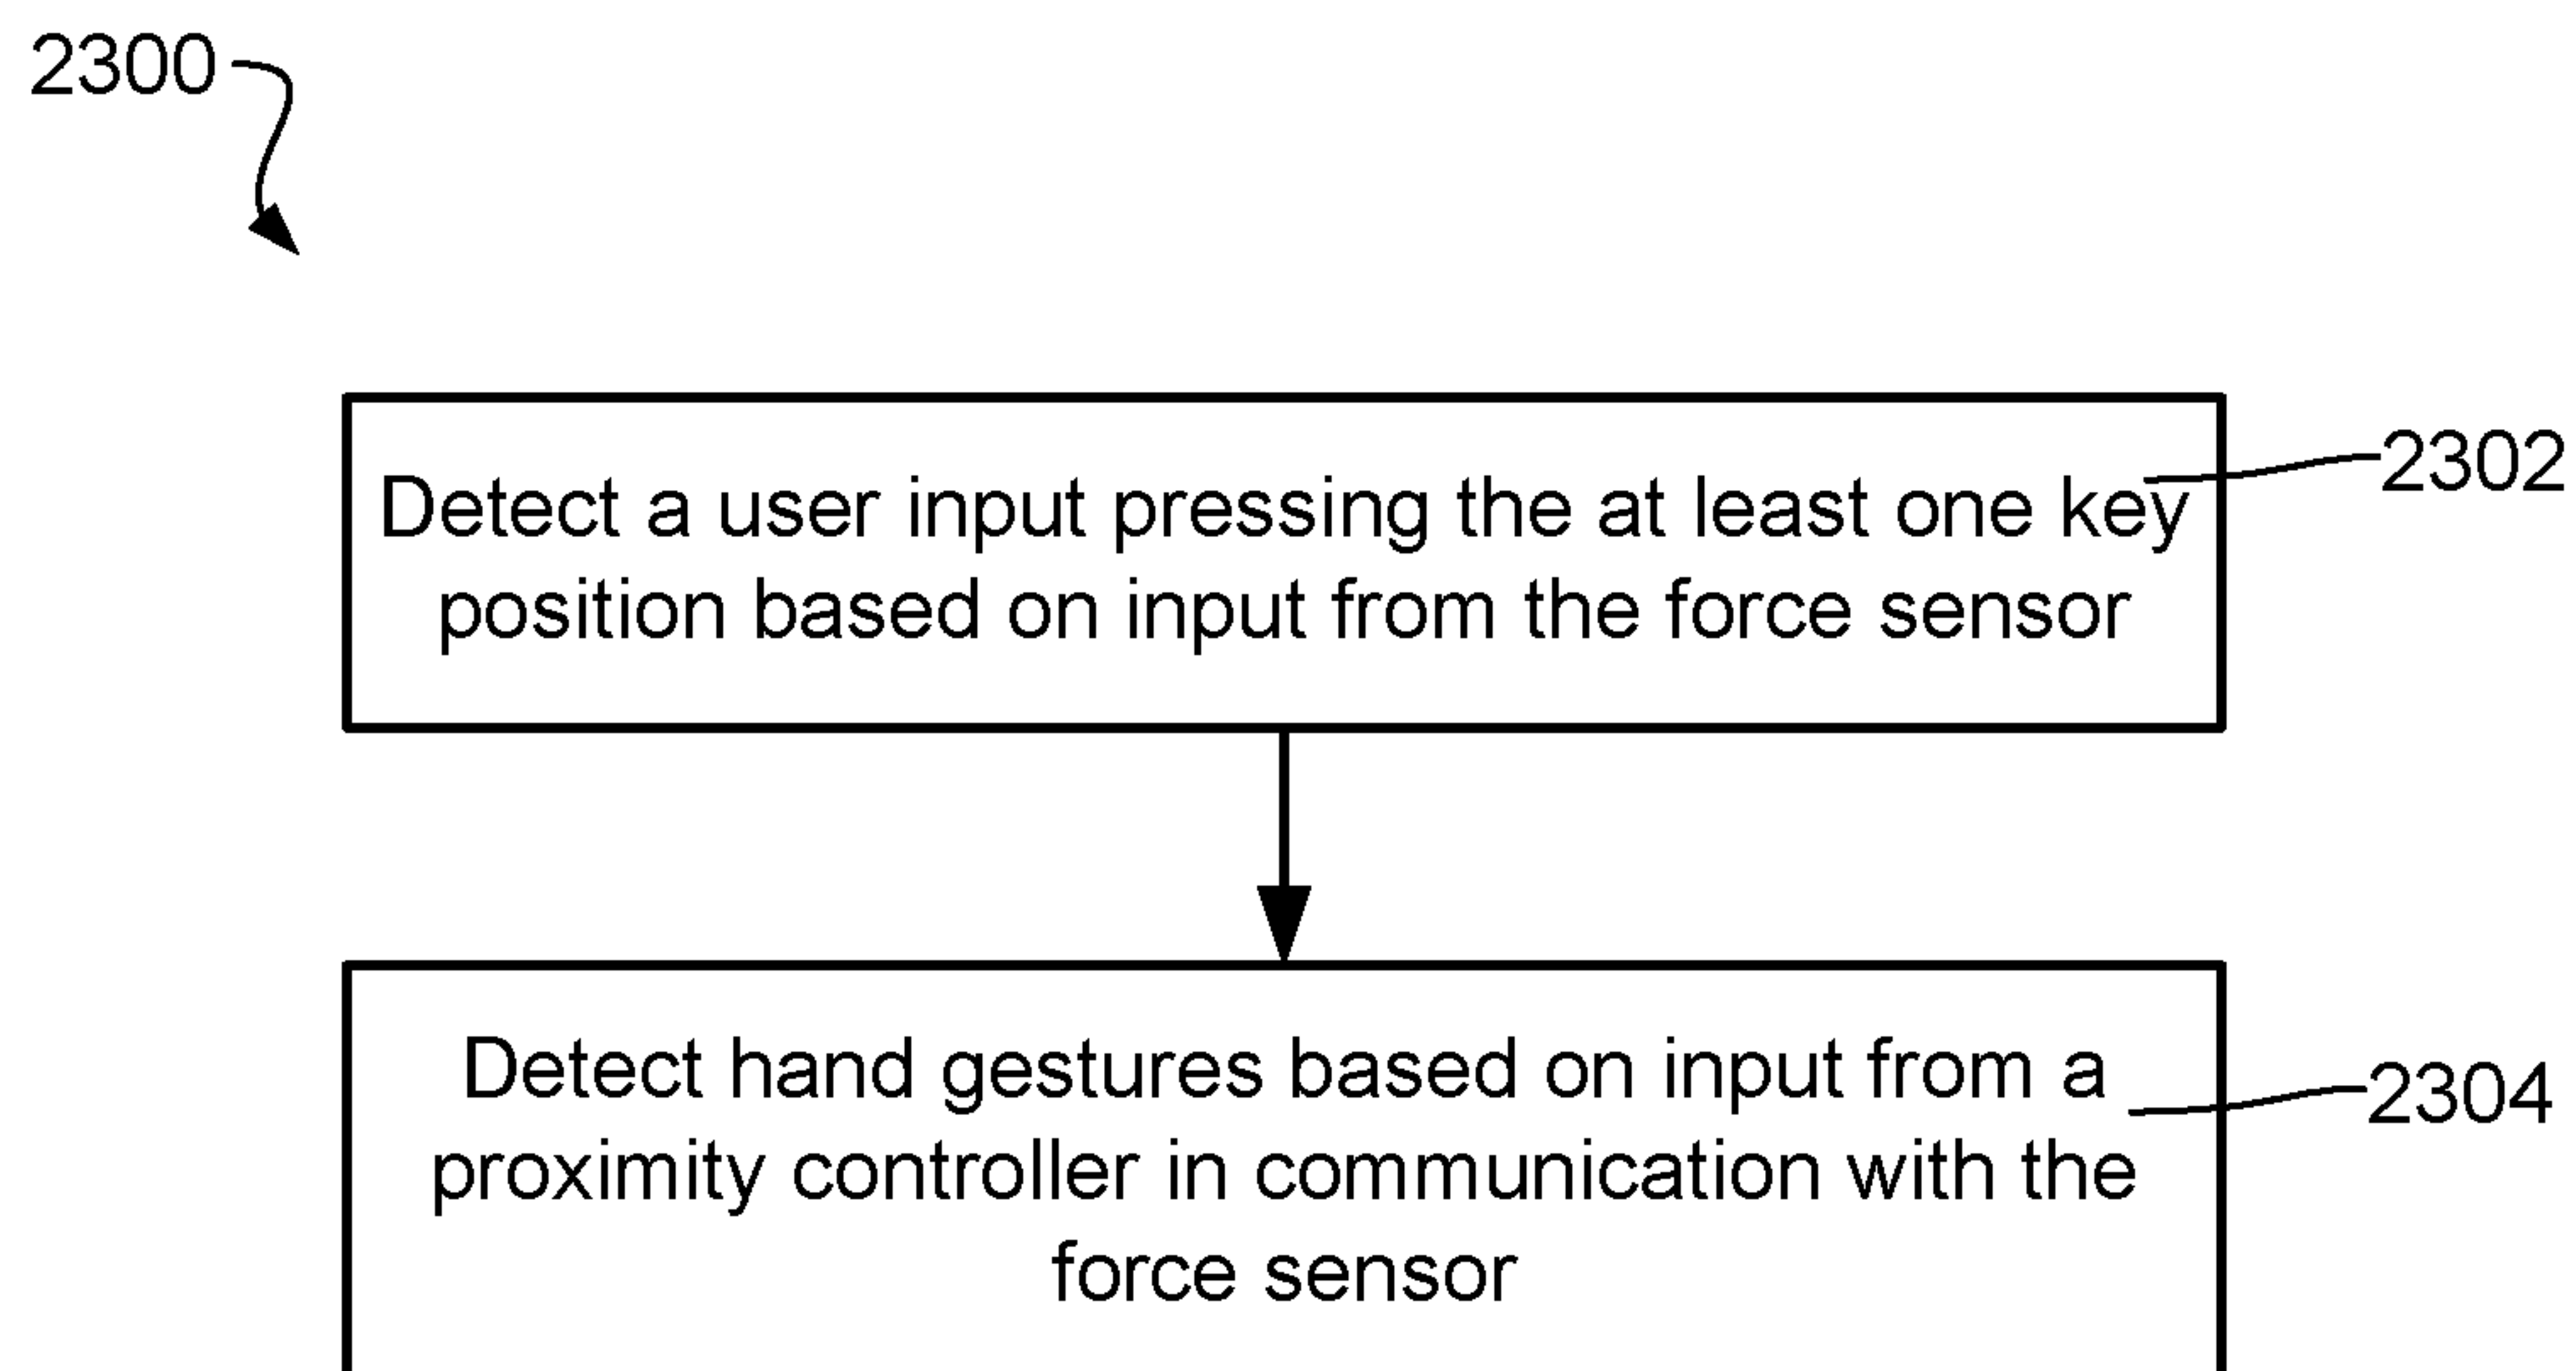 2300
Detect a user input pressing the at least one key
position based on input from the force sensor
2302
Detect hand gestures based on input from a
proximity controller in communication with the
force sensor
2304